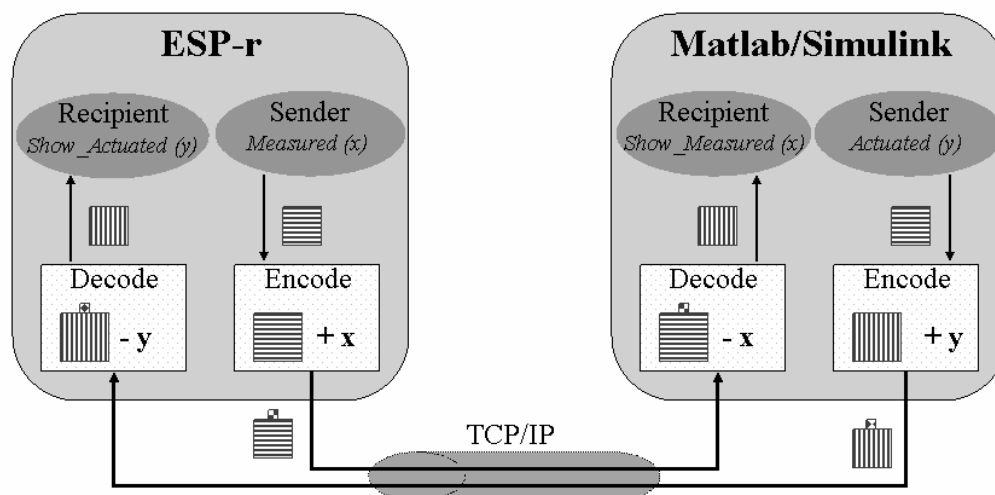 ESP-r
Matlab/Simulink
Recipient
Show_Actuated (y)
Sender
Measured (x)
Recipient
Show_Measured (x)
Sender
Actuated (y)
Decode
- y
Encode
+ x
Decode
- x
Encode
+ y
TCP/IP